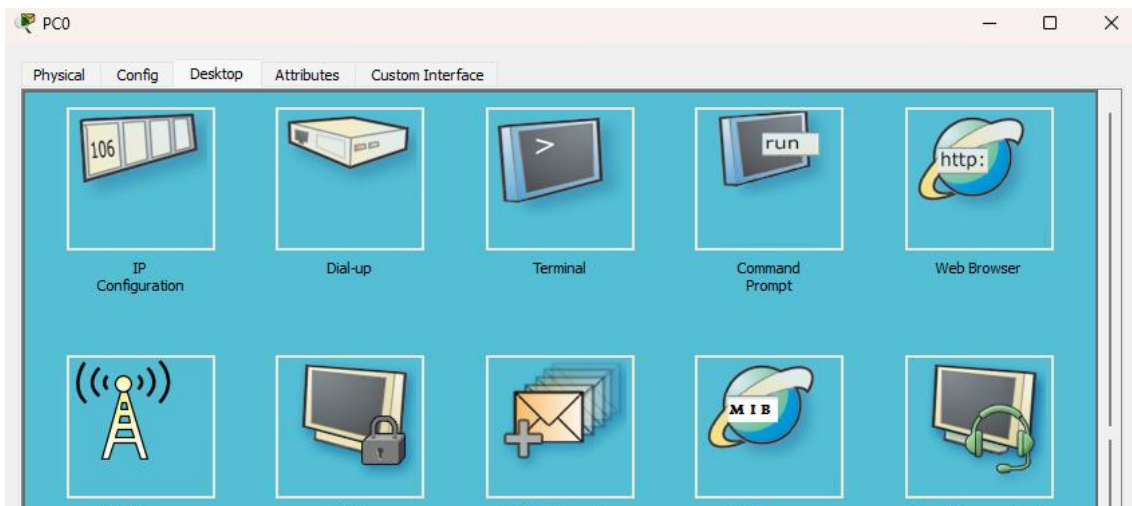 PC0
Physical Config Desktop Attributes Custom Interface
106
>
run
http:
IP
Configuration
Dial-up
Terminal
Command
Prompt
Web Browser
MIB